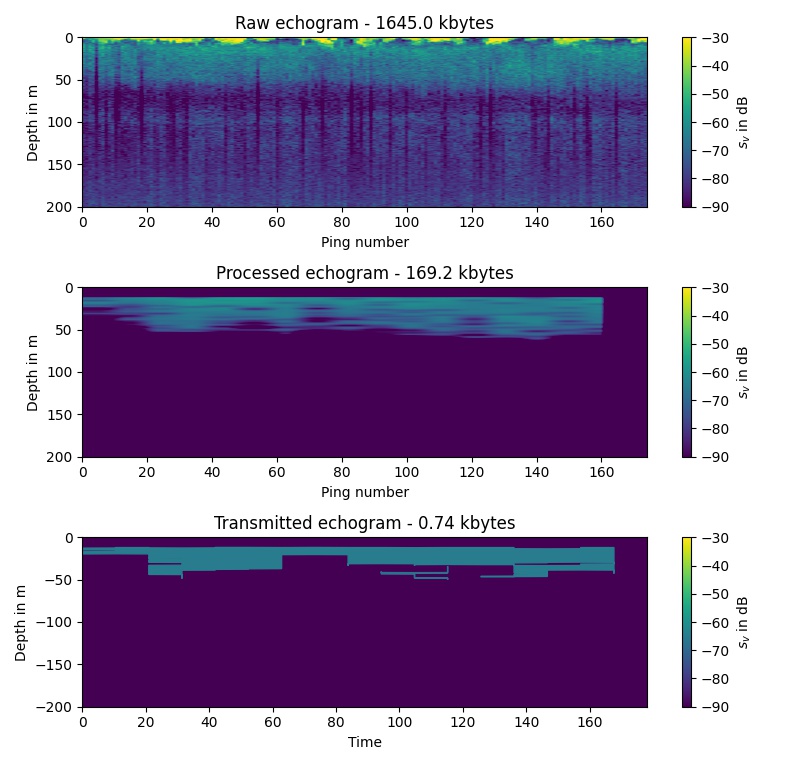 Raw echogram - 1645.0 kbytes
0
50
100
150
200
Depth in m
0 20 40 60 80 100 120 140 160
Ping number
−30
−40
−50
−60
−70
−80
−90
sv in dB
Processed echogram - 169.2 kbytes
0
50
100
150
200
Depth in m
0 20 40 60 80 100 120 140 160
Ping number
−30
−40
−50
−60
−70
−80
−90
sv in dB
Transmitted echogram - 0.74 kbytes
0
−50
−100
−150
−200
Depth in m
0 20 40 60 80 100 120 140 160
Time
−30
−40
−50
−60
−70
−80
−90
sv in dB